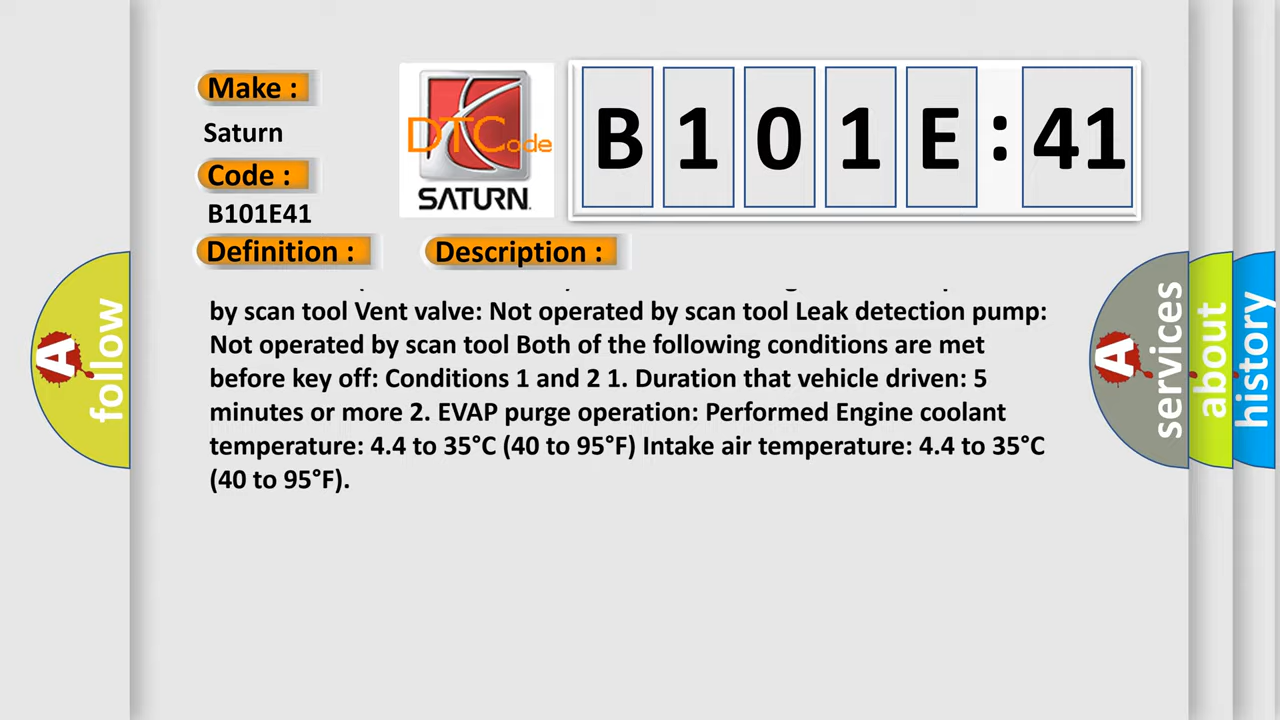 Make :
Saturn
Code :
B101E41
DTCode
SATURN
B101E:41
Definition :
Description :
by scan tool Vent valve: Not operated by scan tool Leak detection pump:
Not operated by scan tool Both of the following conditions are met
before key off: Conditions 1 and 2 1. Duration that vehicle driven: 5
minutes or more 2. EVAP purge operation: Performed Engine coolant
temperature: 4.4 to 35°C (40 to 95°F) Intake air temperature: 4.4 to 35°C
(40 to 95°F).
A follow
A services
about
history